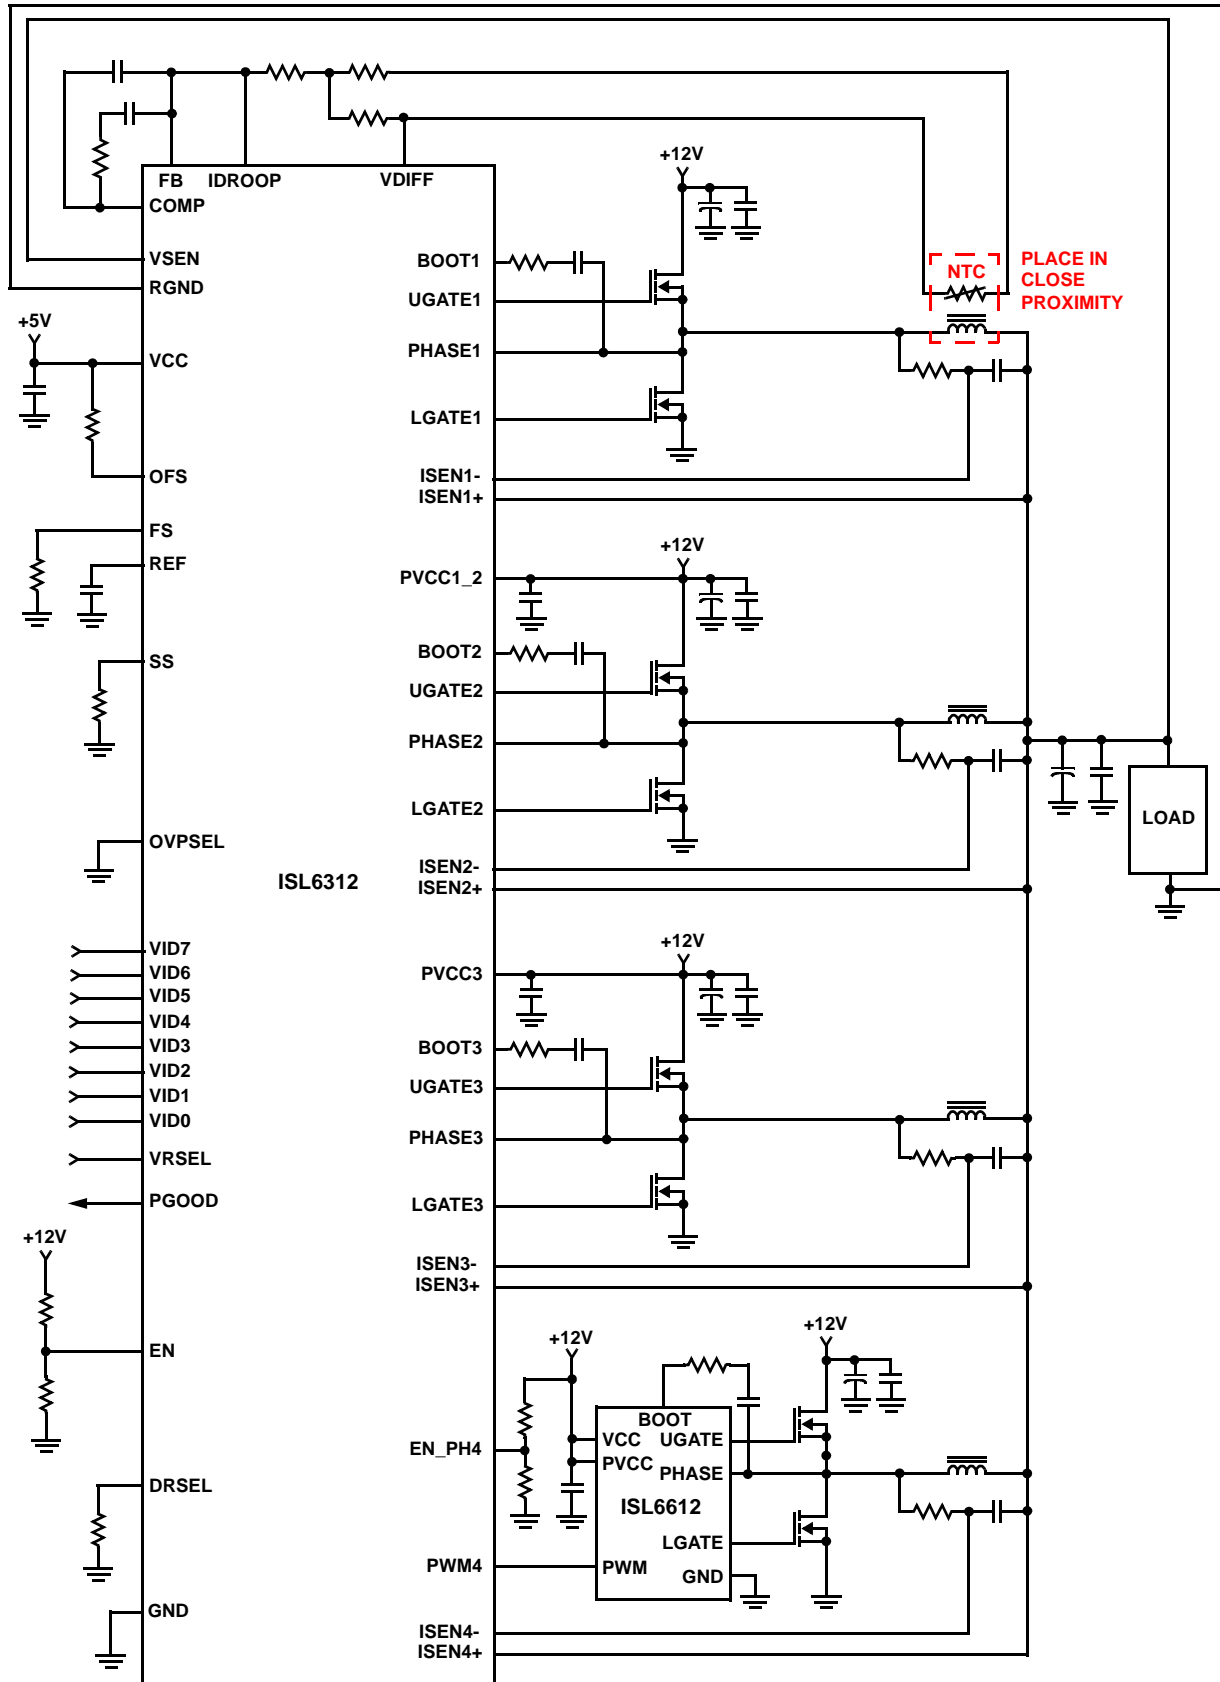 +12V
FB IDROOP VDIFF
COMP
VSEN
RGND
BOOT1
UGATE1
NTC
PLACE IN
CLOSE
PROXIMITY
+5V
VCC
PHASE1
LGATE1
OFS
ISEN1-
ISEN1+
FS
REF
+12V
PVCC1_2
SS
BOOT2
UGATE2
PHASE2
LGATE2
LOAD
OVPSEL
ISL6312
ISEN2-
ISEN2+
VID7
VID6
VID5
VID4
VID3
VID2
VID1
VID0
VRSEL
PGOOD
+12V
PVCC3
BOOT3
UGATE3
PHASE3
LGATE3
+12V
ISEN3-
ISEN3+
EN
+12V
+12V
BOOT
EN_PH4
VCC
UGATE
PVCC
PHASE
ISL6612
DRSEL
LGATE
PWM4
PWM
GND
GND
ISEN4-
ISEN4+